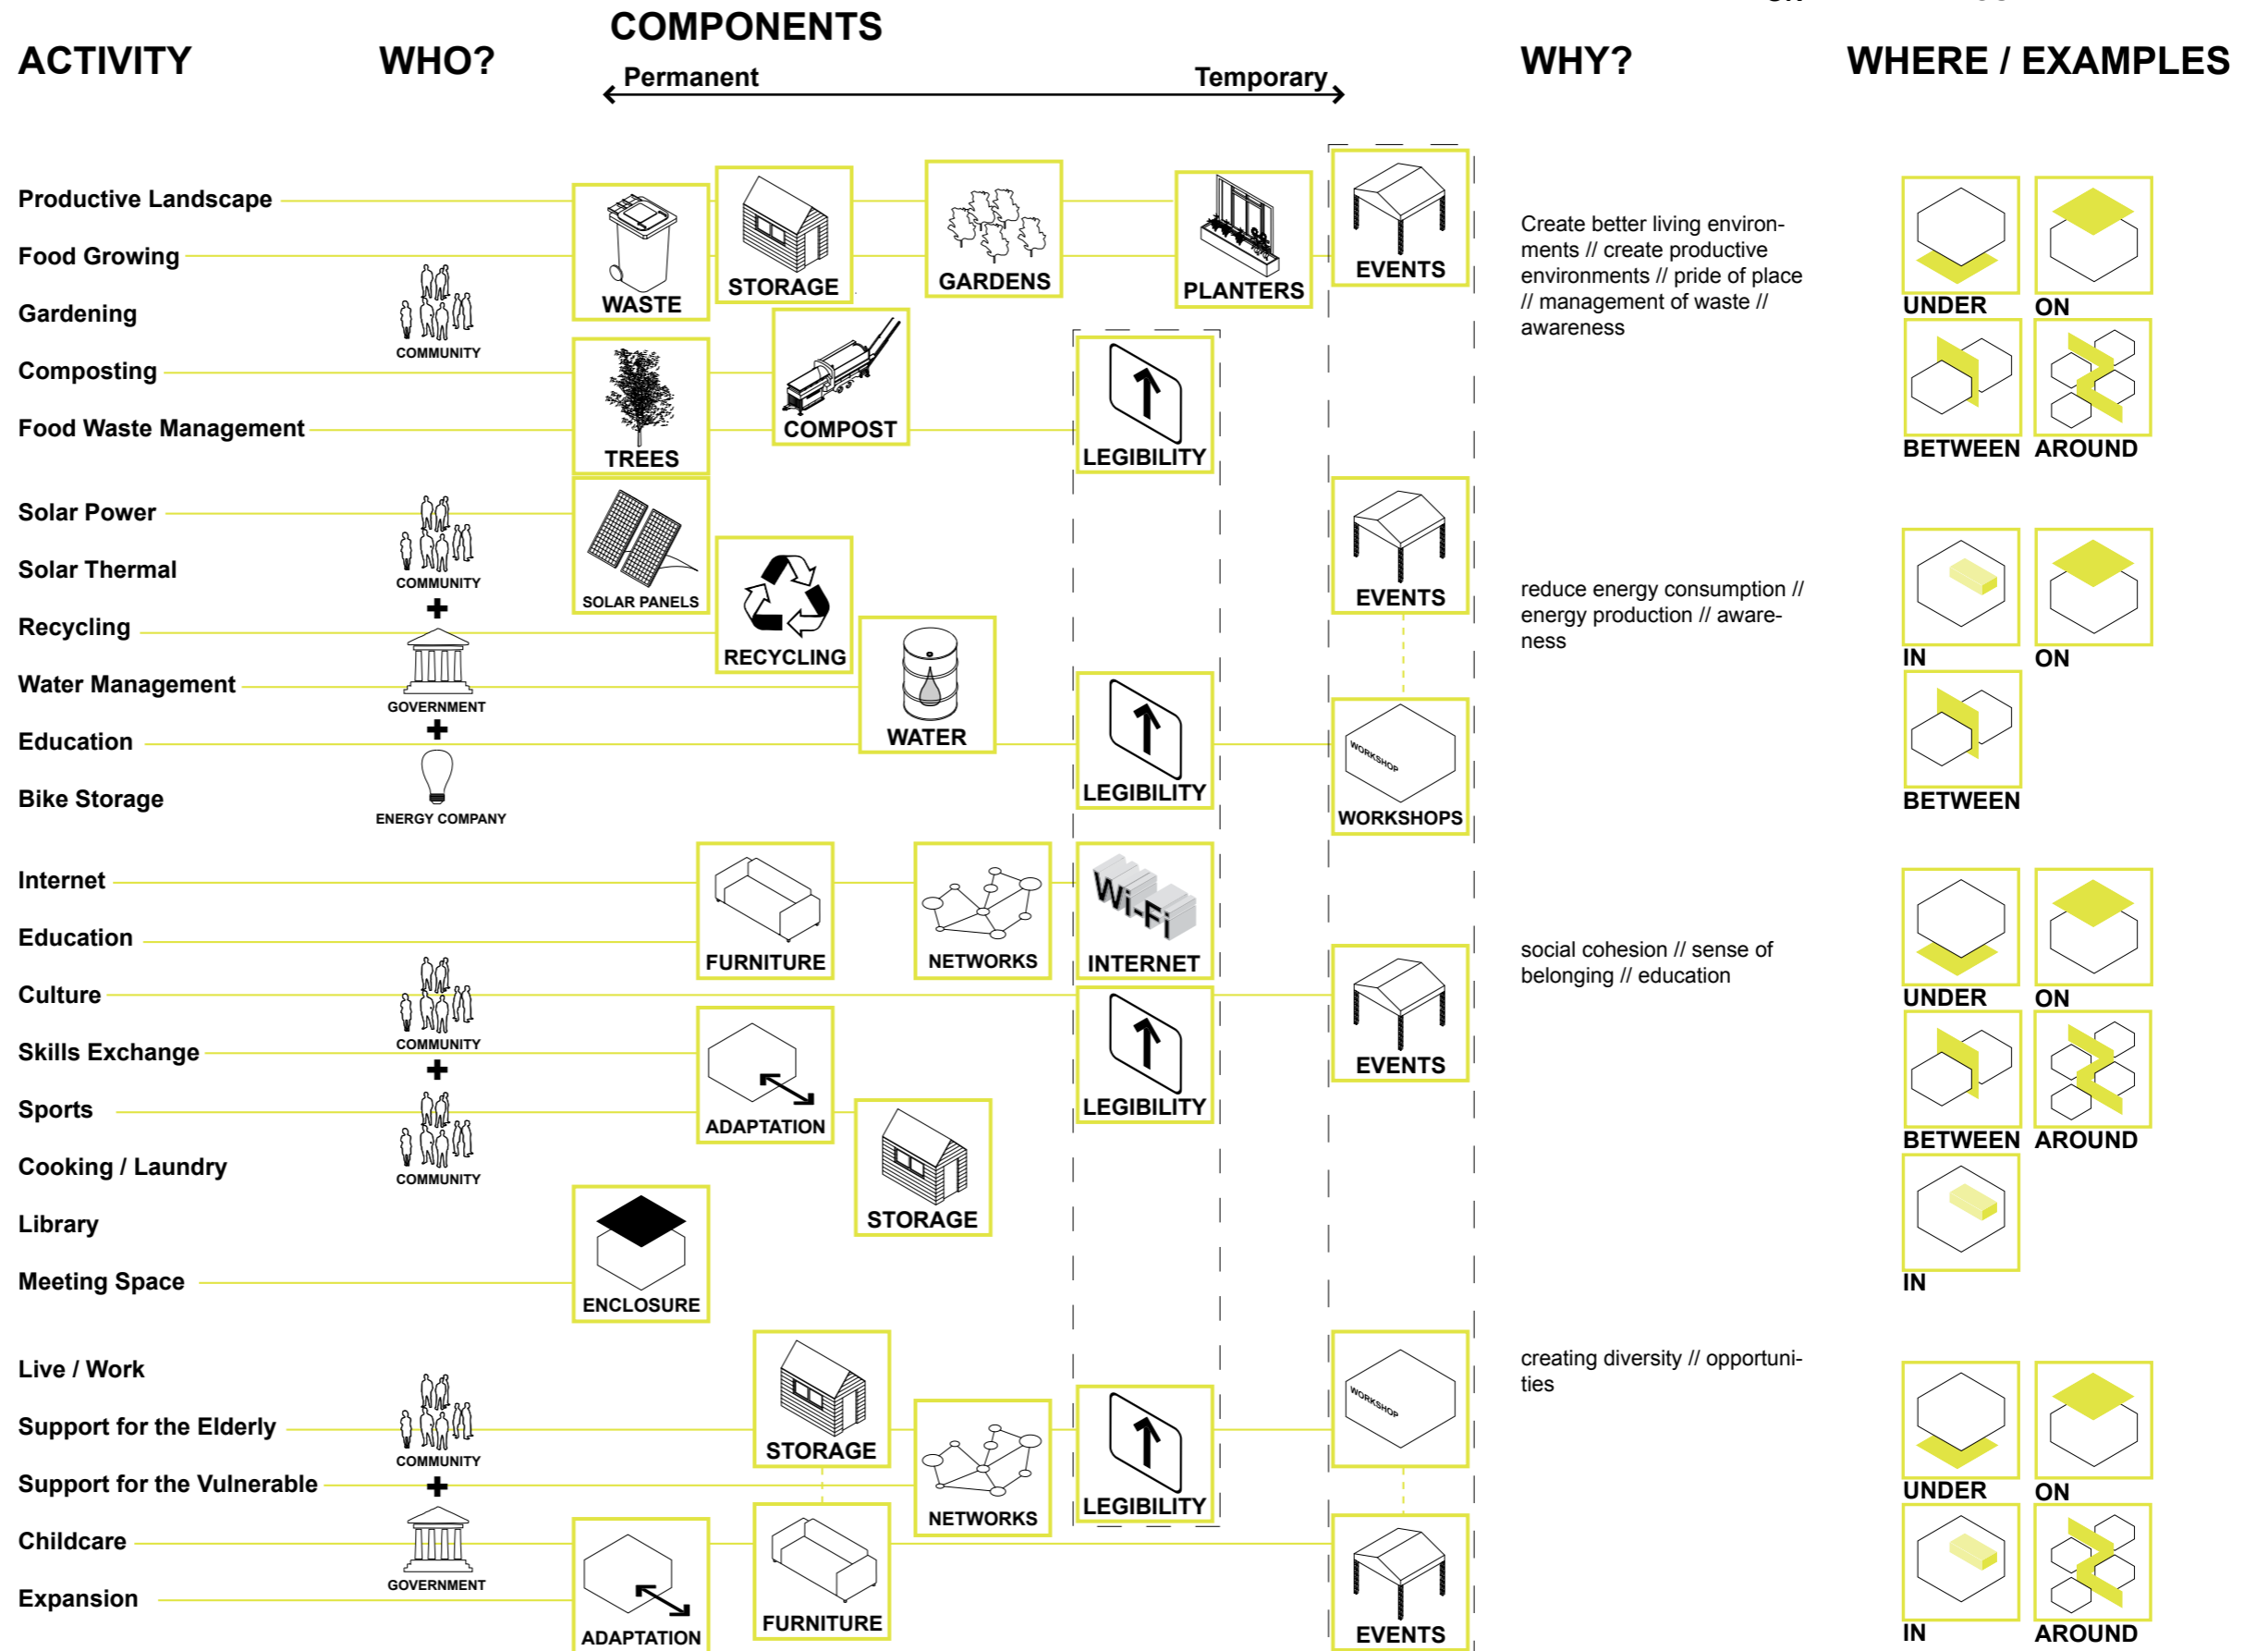 COMPONENTS
ACTIVITY
WHO?
Permanent
Temporary
WHY?
WHERE / EXAMPLES
Productive Landscape
Food Growing
Gardening
Composting
Food Waste Management
COMMUNITY
WASTE
STORAGE
GARDENS
PLANTERS
EVENTS
TREES
COMPOST
LEGIBILITY
Create better living environ-
ments // create productive
environments // pride of place
// management of waste //
awareness
UNDER
ON
BETWEEN
AROUND
Solar Power
Solar Thermal
Recycling
Water Management
Education
Bike Storage
COMMUNITY
+
GOVERNMENT
+
ENERGY COMPANY
SOLAR PANELS
RECYCLING
WATER
LEGIBILITY
EVENTS
WORKSHOP
WORKSHOPS
reduce energy consumption //
energy production // aware-
ness
IN
ON
BETWEEN
Internet
Education
Culture
Skills Exchange
Sports
Cooking / Laundry
Library
Meeting Space
COMMUNITY
+
COMMUNITY
FURNITURE
NETWORKS
Wi-Fi
INTERNET
ADAPTATION
STORAGE
LEGIBILITY
EVENTS
ENCLOSURE
social cohesion // sense of
belonging // education
UNDER
ON
BETWEEN
AROUND
IN
Live / Work
Support for the Elderly
Support for the Vulnerable
Childcare
Expansion
COMMUNITY
+
GOVERNMENT
STORAGE
NETWORKS
LEGIBILITY
WORKSHOP
ADAPTATION
FURNITURE
EVENTS
creating diversity // opportuni-
ties
UNDER
ON
IN
AROUND